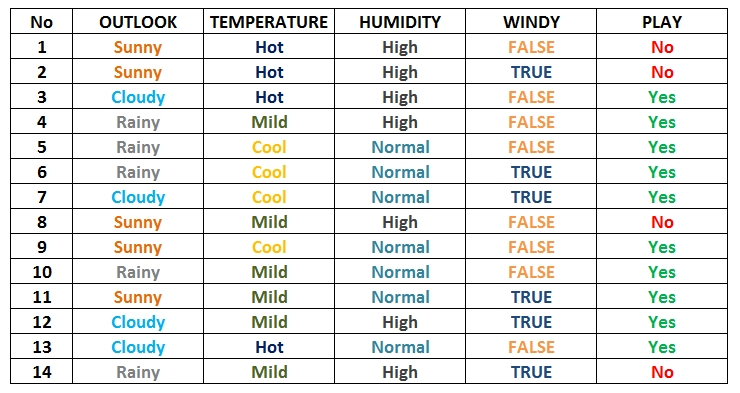 No OUTLOOK TEMPERATURE HUMIDITY WINDY PLAY
1 Sunny Hot High FALSE No
2 Sunny Hot High TRUE No
3 Cloudy Hot High FALSE Yes
4 Rainy Mild High FALSE Yes
5 Rainy Cool Normal FALSE Yes
6 Rainy Cool Normal TRUE Yes
7 Cloudy Cool Normal TRUE Yes
8 Sunny Mild High FALSE No
9 Sunny Cool Normal FALSE Yes
10 Rainy Mild Normal FALSE Yes
11 Sunny Mild Normal TRUE Yes
12 Cloudy Mild High TRUE Yes
13 Cloudy Hot Normal FALSE Yes
14 Rainy Mild High TRUE No